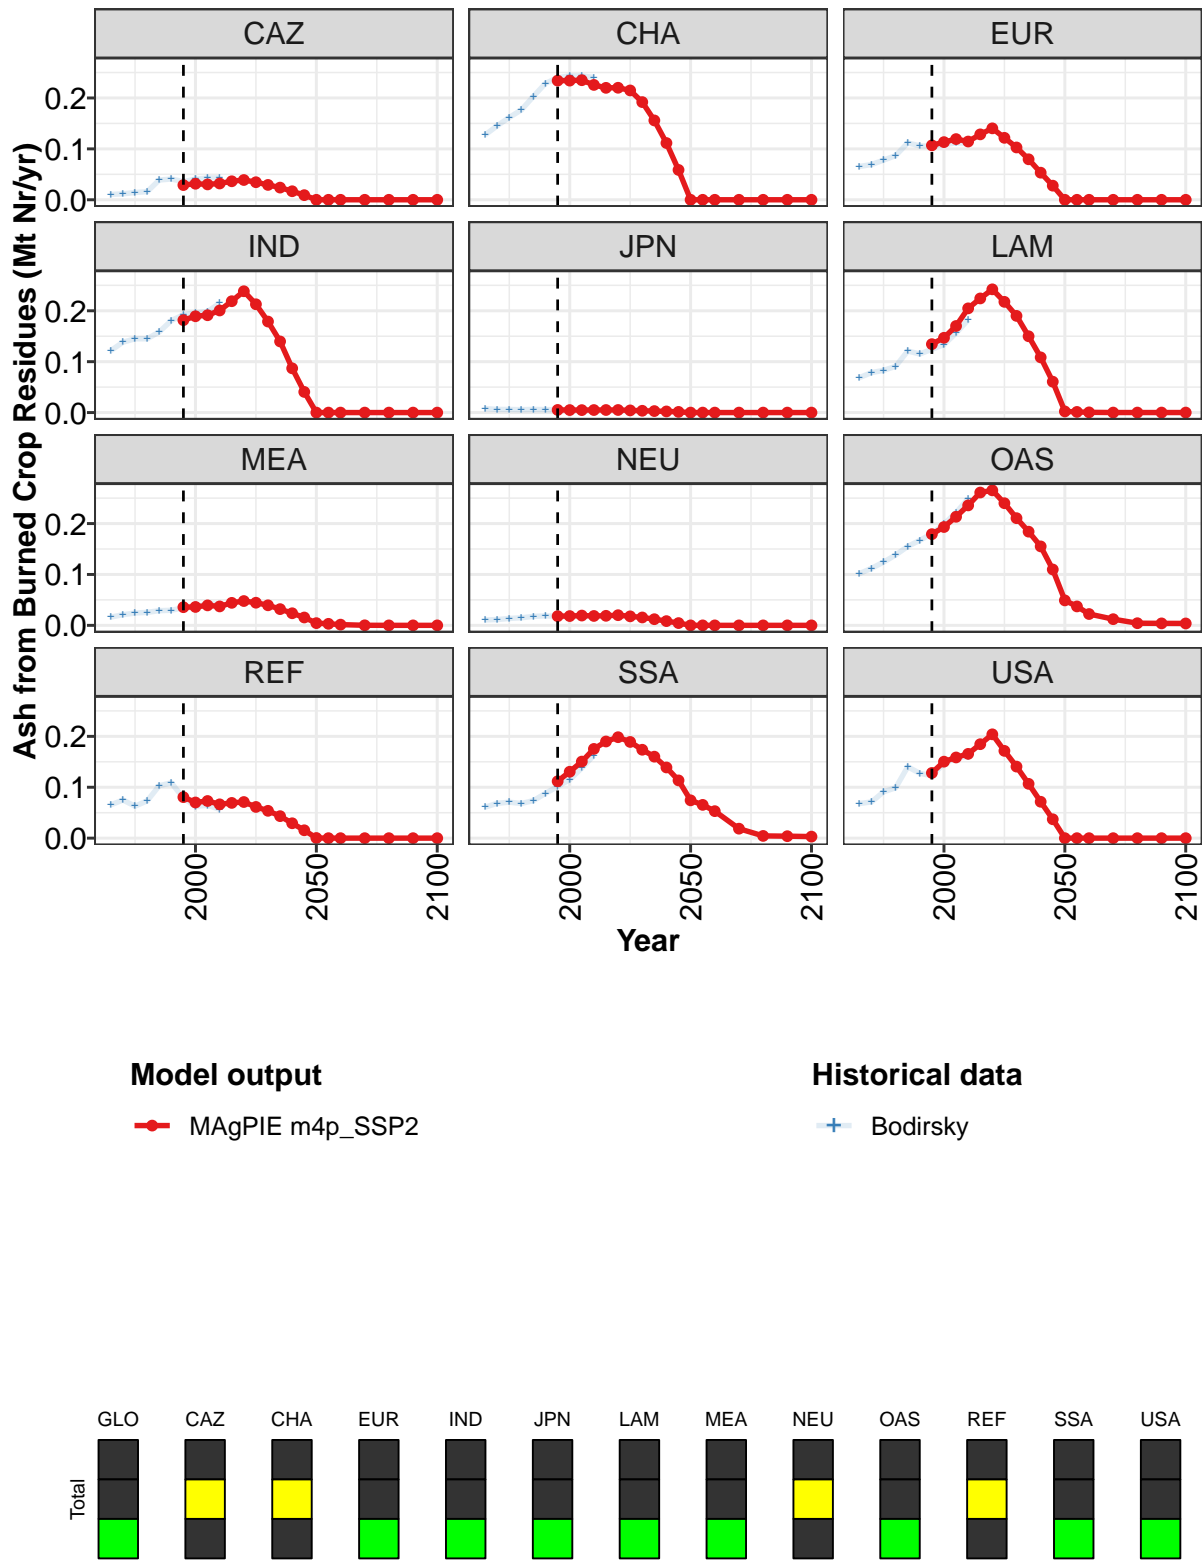 CAZ CHA EUR
0.2
0.1
0.0
IND JPN LAM
0.2
0.1
0.0
MEA NEU OAS
0.2
0.1
0.0
REF SSA USA
0.2
0.1
0.0
Ash from Burned Crop Residues (Mt Nr/yr)
2000 2050 2100 2000 2050 2100 2000 2050 2100
Year
Model output Historical data
MAgPIE m4p_SSP2 Bodirsky
GLO CAZ CHA EUR IND JPN LAM MEA NEU OAS REF SSA USA
Total